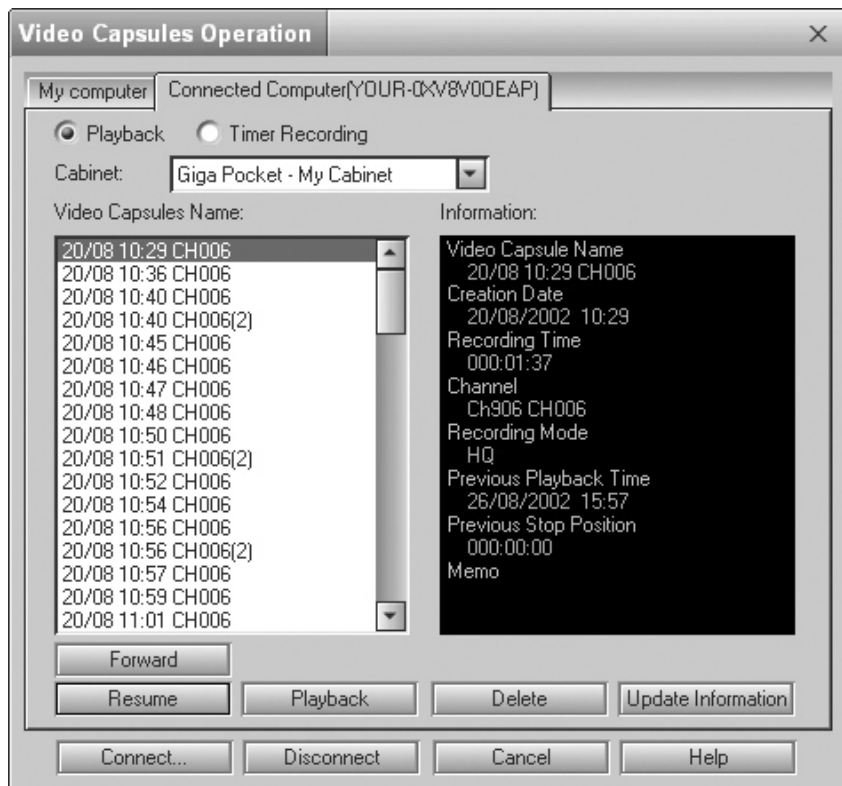 Video Capsules Operation
My computer
Connected Computer(YOUR-0XV8V0OEAP)
Playback
Timer Recording
Cabinet:
Giga Pocket - My Cabinet
Video Capsules Name:
20/08 10:29 CH006
20/08 10:36 CH006
20/08 10:40 CH006
20/08 10:40 CH006(2)
20/08 10:45 CH006
20/08 10:46 CH006
20/08 10:47 CH006
20/08 10:48 CH006
20/08 10:50 CH006
20/08 10:51 CH006(2)
20/08 10:52 CH006
20/08 10:54 CH006
20/08 10:56 CH006
20/08 10:56 CH006(2)
20/08 10:57 CH006
20/08 10:59 CH006
20/08 11:01 CH006
Information:
Video Capsule Name
20/08 10:29 CH006
Creation Date
20/08/2002 10:29
Recording Time
000:01:37
Channel
Ch906 CH006
Recording Mode
HQ
Previous Playback Time
26/08/2002 15:57
Previous Stop Position
000:00:00
Memo
Forward
Resume
Playback
Delete
Update Information
Connect...
Disconnect
Cancel
Help